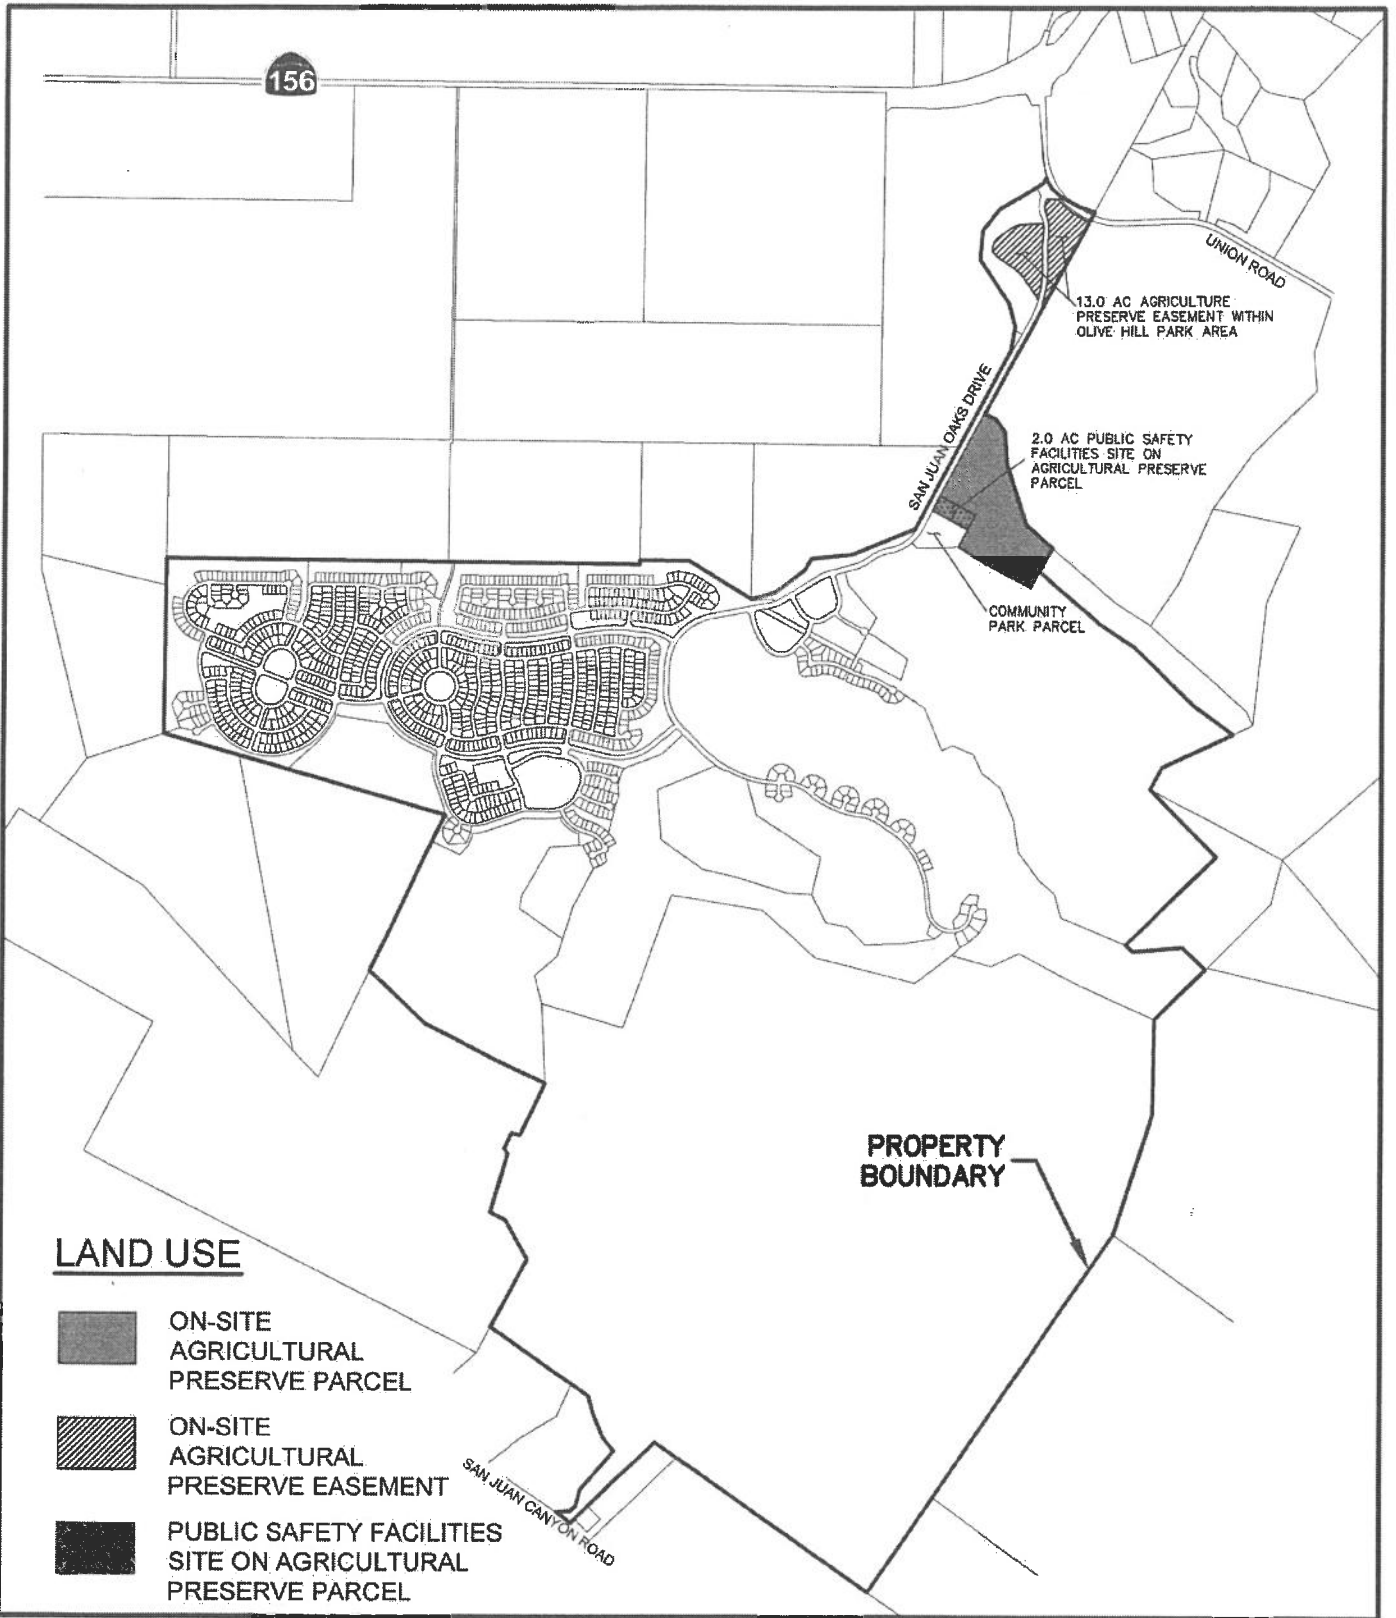 156
UNION ROAD
13.0 AC AGRICULTURE
PRESERVE EASEMENT WITHIN
OLIVE HILL PARK AREA
SAN JUAN OAKS DRIVE
2.0 AC PUBLIC SAFETY
FACILITIES SITE ON
AGRICULTURAL PRESERVE
PARCEL
COMMUNITY
PARK PARCEL
PROPERTY
BOUNDARY
LAND USE
ON-SITE
AGRICULTURAL
PRESERVE PARCEL
ON-SITE
AGRICULTURAL
PRESERVE EASEMENT
PUBLIC SAFETY FACILITIES
SITE ON AGRICULTURAL
PRESERVE PARCEL
SAN JUAN CANYON ROAD